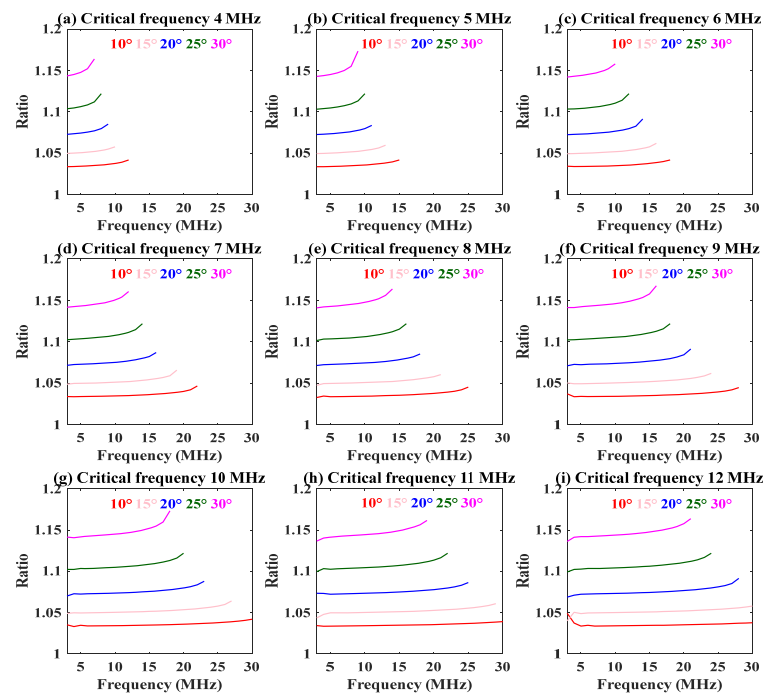 (a) Critical frequency 4 MHz
(b) Critical frequency 5 MHz
(c) Critical frequency 6 MHz
1.2
1.15
1.1
1.05
1
Ratio
10° 15° 20° 25° 30°
5 10 15 20 25 30
Frequency (MHz)
1.2
1.15
1.1
1.05
1
Ratio
10° 15° 20° 25° 30°
5 10 15 20 25 30
Frequency (MHz)
1.2
1.15
1.1
1.05
1
Ratio
10° 15° 20° 25° 30°
5 10 15 20 25 30
Frequency (MHz)
(d) Critical frequency 7 MHz
(e) Critical frequency 8 MHz
(f) Critical frequency 9 MHz
1.2
1.15
1.1
1.05
1
Ratio
10° 15° 20° 25° 30°
5 10 15 20 25 30
Frequency (MHz)
1.2
1.15
1.1
1.05
1
Ratio
10° 15° 20° 25° 30°
5 10 15 20 25 30
Frequency (MHz)
1.2
1.15
1.1
1.05
1
Ratio
10° 15° 20° 25° 30°
5 10 15 20 25 30
Frequency (MHz)
(g) Critical frequency 10 MHz
(h) Critical frequency 11 MHz
(i) Critical frequency 12 MHz
1.2
1.15
1.1
1.05
1
Ratio
10° 15° 20° 25° 30°
5 10 15 20 25 30
Frequency (MHz)
1.2
1.15
1.1
1.05
1
Ratio
10° 15° 20° 25° 30°
5 10 15 20 25 30
Frequency (MHz)
1.2
1.15
1.1
1.05
1
Ratio
10° 15° 20° 25° 30°
5 10 15 20 25 30
Frequency (MHz)